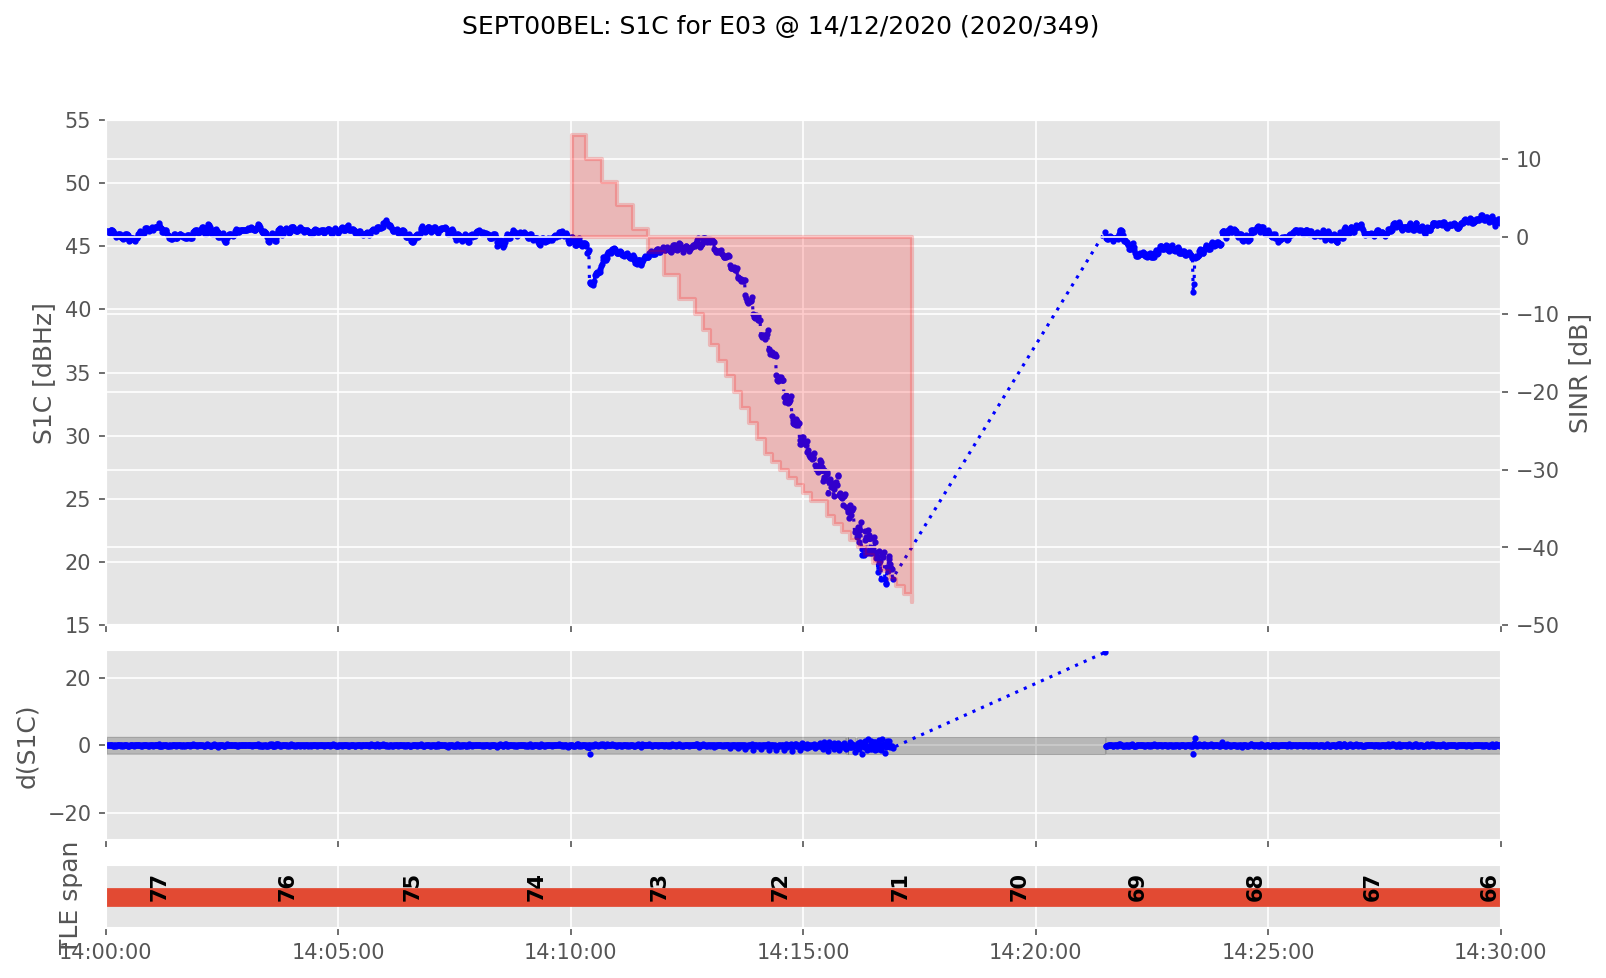 SEPT00BEL: S1C for E03 @ 14/12/2020 (2020/349)
55
50
45
40
35
30
25
20
15
S1C [dBHz]
10
0
−10
−20
−30
−40
−50
SINR [dB]
20
0
−20
d(S1C)
TLE span
77 76 75 74 73 72 71 70 69 68 67 66
14:00:00 14:05:00 14:10:00 14:15:00 14:20:00 14:25:00 14:30:00